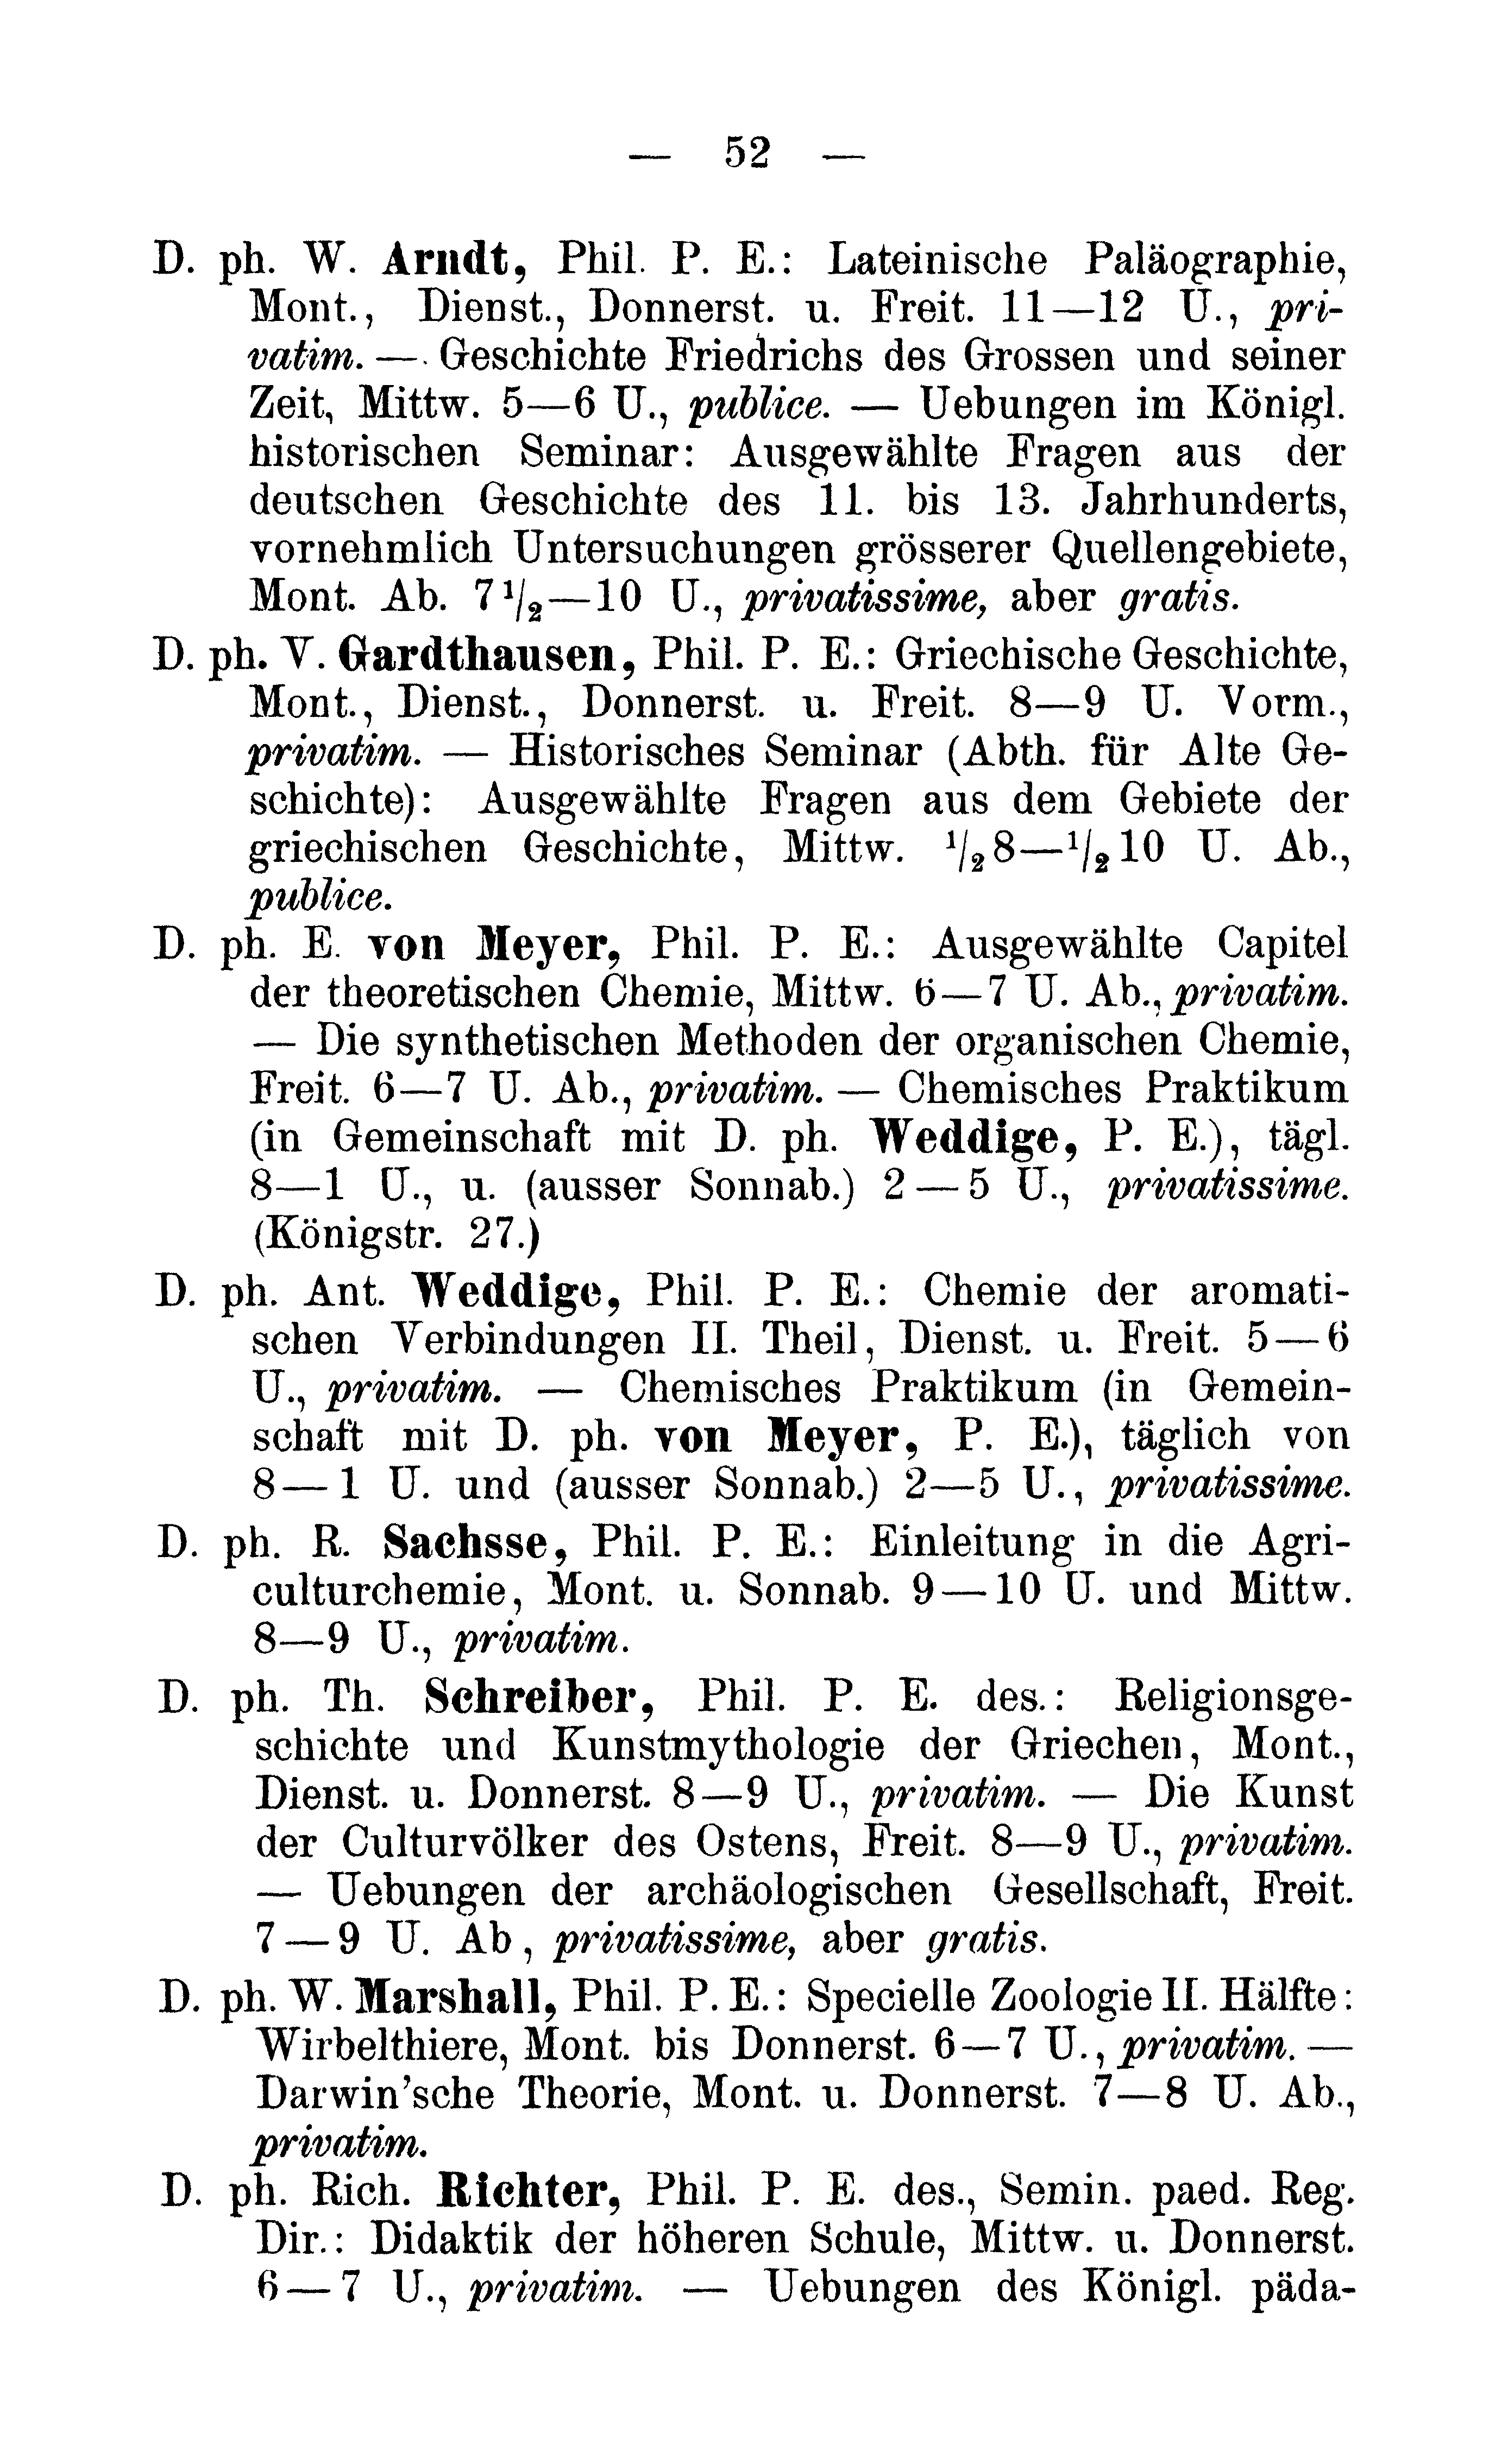 — 52 —
D. ph. W. Arndt, Phil. P. E.: Lateinische Paläographie,
Mont., Dienst., Donnerst. u. Freit. 11—12 U., pri-
vatim. — Geschichte Friedrichs des Grossen und seiner
Zeit, Mittw. 5—6 U., publice. — Uebungen im Königl.
historischen Seminar: Ausgewählte Fragen aus der
deutschen Geschichte des 11. bis 13. Jahrhunderts,
vornehmlich Untersuchungen grösserer Quellengebiete,
Mont. Ab. 7 1/2—10 U., privatissime, aber gratis.
D. ph. V. Gardthausen, Phil. P. E.: Griechische Geschichte,
Mont., Dienst., Donnerst. u. Freit. 8—9 U. Vorm.,
privatim. — Historisches Seminar (Abth. für Alte Ge-
schichte): Ausgewählte Fragen aus dem Gebiete der
griechischen Geschichte, Mittw. 1/2 8—1/2 10 U. Ab.,
publice.
D. ph. E. von Meyer, Phil. P. E.: Ausgewählte Capitel
der theoretischen Chemie, Mittw. 6—7 U. Ab., privatim.
— Die synthetischen Methoden der organischen Chemie,
Freit. 6—7 U. Ab., privatim. — Chemisches Praktikum
(in Gemeinschaft mit D. ph. Weddige, P. E.), tägl.
8—1 U., u. (ausser Sonnab.) 2—5 U., privatissime.
(Königstr. 27.)
D. ph. Ant. Weddige, Phil. P. E.: Chemie der aromati-
schen Verbindungen II. Theil, Dienst. u. Freit. 5—6
U., privatim. — Chemisches Praktikum (in Gemein-
schaft mit D. ph. von Meyer, P. E.), täglich von
8—1 U. und (ausser Sonnab.) 2—5 U., privatissime.
D. ph. R. Sachsse, Phil. P. E.: Einleitung in die Agri-
culturchemie, Mont. u. Sonnab. 9—10 U. und Mittw.
8—9 U., privatim.
D. ph. Th. Schreiber, Phil. P. E. des.: Religionsge-
schichte und Kunstmythologie der Griechen, Mont.,
Dienst. u. Donnerst. 8—9 U., privatim. — Die Kunst
der Culturvölker des Ostens, Freit. 8—9 U., privatim.
— Uebungen der archäologischen Gesellschaft, Freit.
7—9 U. Ab, privatissime, aber gratis.
D. ph. W. Marshall, Phil. P. E.: Specielle Zoologie II. Hälfte:
Wirbelthiere, Mont. bis Donnerst. 6—7 U., privatim. —
Darwin'sche Theorie, Mont. u. Donnerst. 7—8 U. Ab.,
privatim.
D. ph. Rich. Richter, Phil. P. E. des., Semin. paed. Reg.
Dir.: Didaktik der höheren Schule, Mittw. u. Donnerst.
6—7 U., privatim. — Uebungen des Königl. päda-